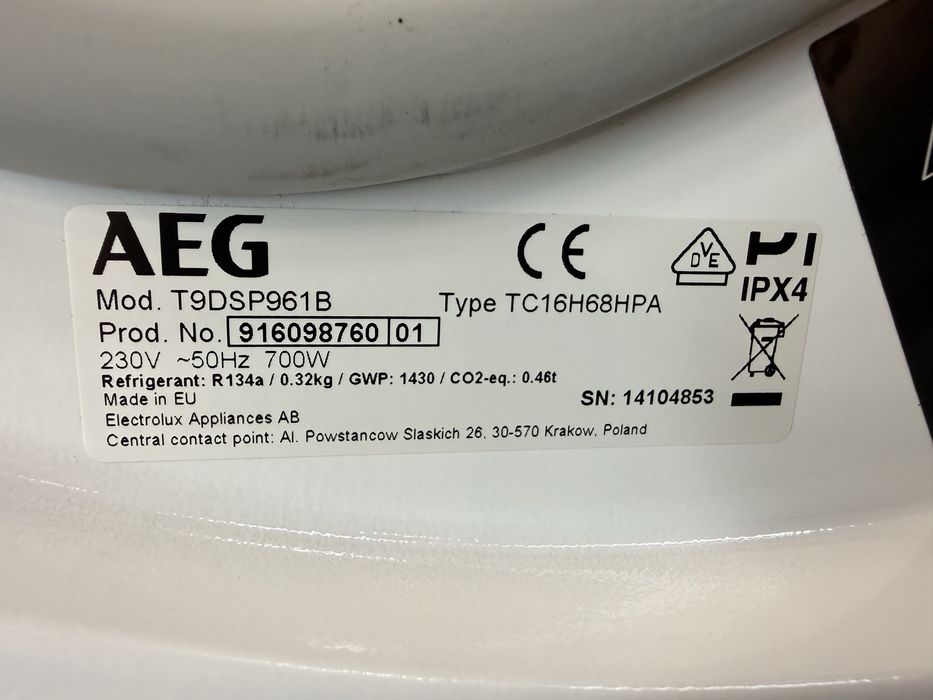 AEG
CE
DVE
IPX4
Mod. T9DSP961B Type TC16H68HPA
Prod. No. 916098760 01
230V ~50Hz 700W
Refrigerant: R134a / 0.32kg / GWP: 1430 / CO2-eq.: 0.46t
Made in EU SN: 14104853
Electrolux Appliances AB
Central contact point: Al. Powstancow Slaskich 26, 30-570 Krakow, Poland